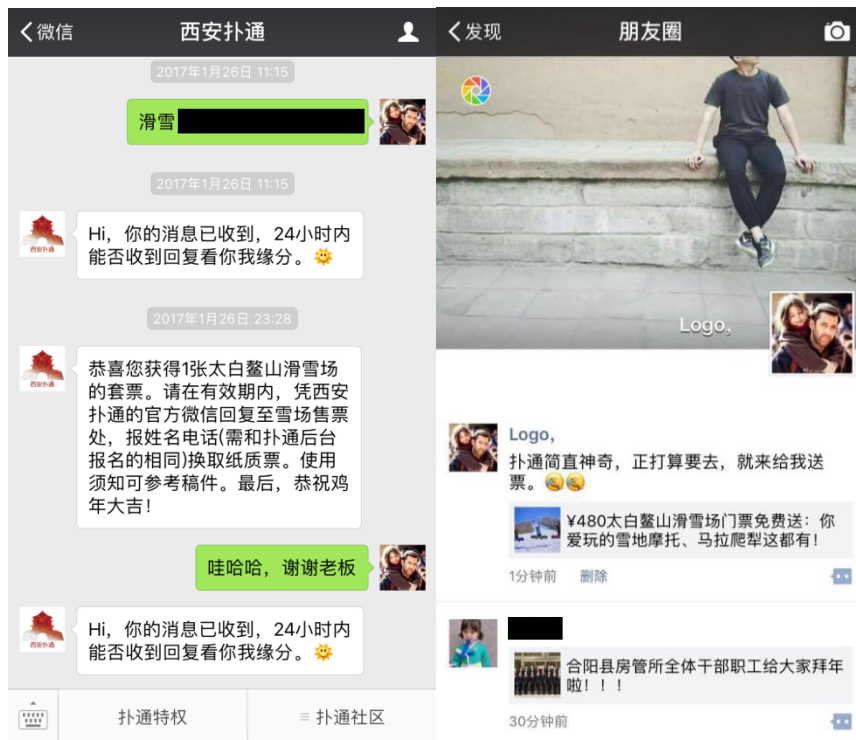 微信
西安扑通
2017年1月26日 11:15
滑雪
2017年1月26日 11:15
西安扑通
Hi，你的消息已收到，24小时内
能否收到回复看你我缘分。
2017年1月26日 23:28
西安扑通
恭喜您获得1张太白鳌山滑雪场
的套票。请在有效期内，凭西安
扑通的官方微信回复至雪场售票
处，报姓名电话(需和扑通后台
报名的相同)换取纸质票。使用
须知可参考稿件。最后，恭祝鸡
年大吉！
哇哈哈，谢谢老板
西安扑通
Hi，你的消息已收到，24小时内
能否收到回复看你我缘分。
扑通特权
扑通社区
发现
朋友圈
Logo,
Logo,
扑通简直神奇，正打算要去，就来给我送
票。
¥480太白鳌山滑雪场门票免费送：你
爱玩的雪地摩托、马拉爬犁这都有！
1分钟前 删除
合阳县房管所全体干部职工给大家拜年
啦！！！
30分钟前